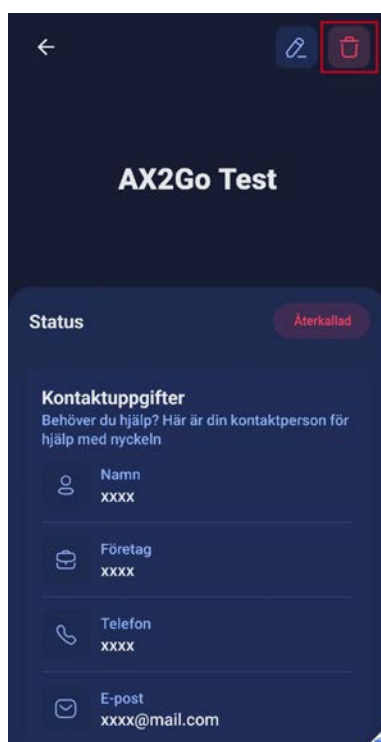 AX2Go Test
Status
Återkallad
Kontaktuppgifter
Behöver du hjälp? Här är din kontaktperson för
hjälp med nyckeln
Namn
xxxx
Företag
xxxx
Telefon
xxxx
E-post
xxxx@mail.com